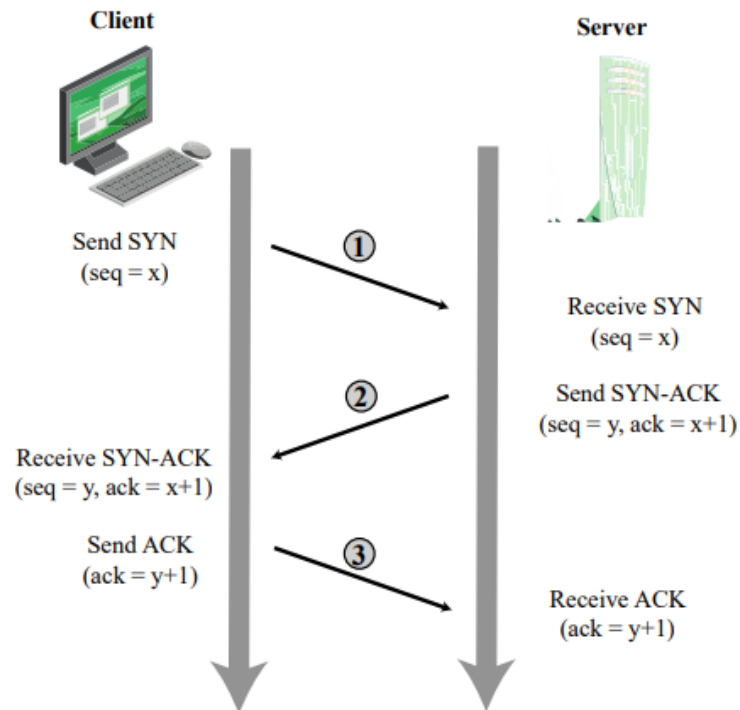 Client
Server
Send SYN
(seq = x)
1
Receive SYN
(seq = x)
2
Send SYN-ACK
(seq = y, ack = x+1)
Receive SYN-ACK
(seq = y, ack = x+1)
Send ACK
(ack = y+1)
3
Receive ACK
(ack = y+1)